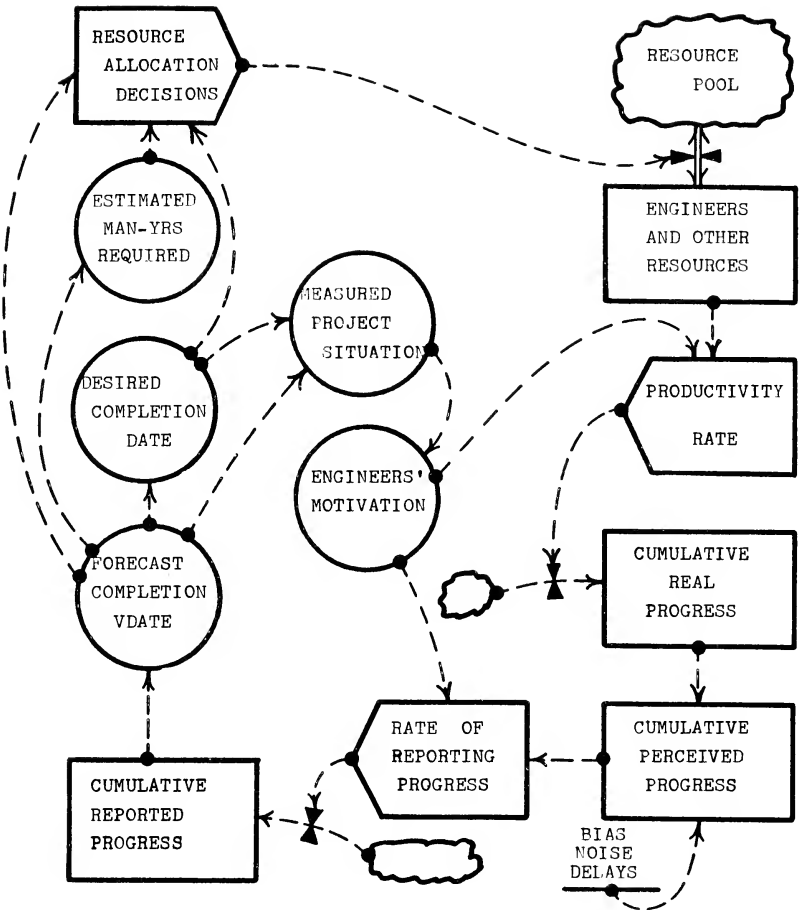 RESOURCE
ALLOCATION
DECISIONS
RESOURCE
POOL
ESTIMATED
MAN-YRS
REQUIRED
ENGINEERS
AND OTHER
RESOURCES
MEASURED
PROJECT
SITUATION
DESIRED
COMPLETION
DATE
PRODUCTIVITY
RATE
ENGINEERS'
MOTIVATION
FORECAST
COMPLETION
VDATE
CUMULATIVE
REAL
PROGRESS
RATE OF
REPORTING
PROGRESS
CUMULATIVE
PERCEIVED
PROGRESS
CUMULATIVE
REPORTED
PROGRESS
BIAS
NOISE
DELAYS